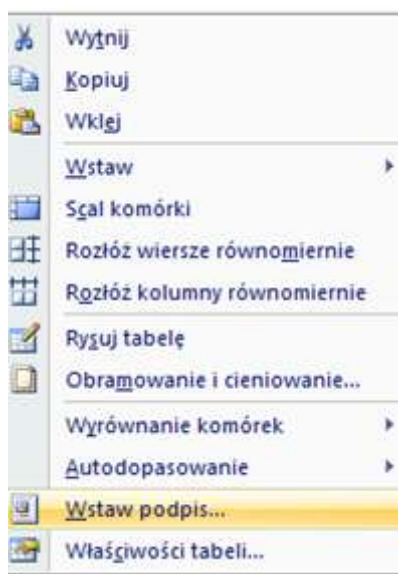 Wytnij
Kopiuj
Wklej
Wstaw
Scal komórki
Rozłóż wiersze równomiernie
Rozłóż kolumny równomiernie
Rysuj tabelę
Obramowanie i cieniowanie...
Wyrównanie komórek
Autodopasowanie
Wstaw podpis...
Właściwości tabeli...